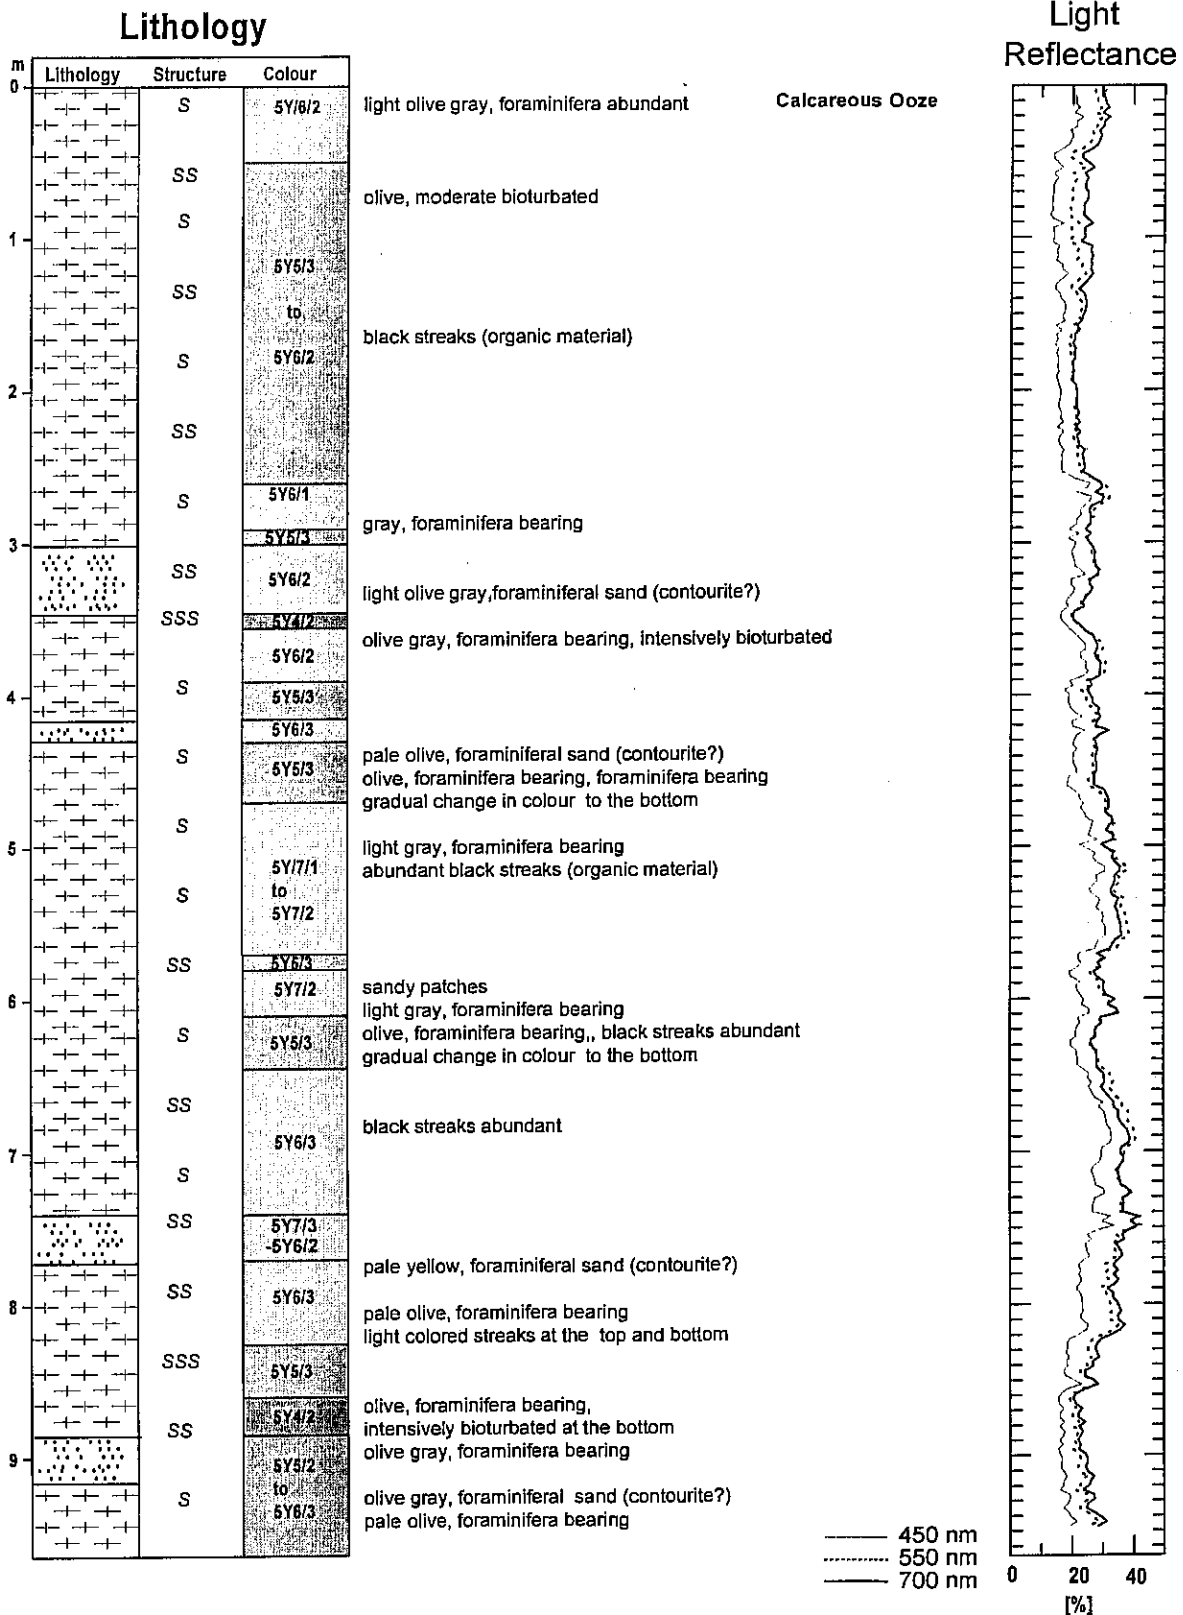 Lithology
Light
Reflectance
m
Lithology Structure Colour
0
S
5Y/6/2
light olive gray, foraminifera abundant
Calcareous Ooze
SS
olive, moderate bioturbated
S
1
5Y5/3
SS
to
black streaks (organic material)
5Y6/2
S
2
SS
5Y6/1
S
gray, foraminifera bearing
5Y5/3
3
SS
5Y6/2
light olive gray,foraminiferal sand (contourite?)
SSS
5Y4/2
olive gray, foraminifera bearing, intensively bioturbated
5Y6/2
S
5Y5/3
4
5Y6/3
S
pale olive, foraminiferal sand (contourite?)
5Y5/3
olive, foraminifera bearing, foraminifera bearing
gradual change in colour to the bottom
S
light gray, foraminifera bearing
5
5Y/7/1
abundant black streaks (organic material)
to
S
5Y7/2
SS
5Y6/3
5Y7/2
sandy patches
6
light gray, foraminifera bearing
olive, foraminifera bearing,, black streaks abundant
S
5Y5/3
gradual change in colour to the bottom
SS
black streaks abundant
5Y6/3
7
S
SS
5Y7/3
-5Y6/2
pale yellow, foraminiferal sand (contourite?)
SS
5Y6/3
8
pale olive, foraminifera bearing
light colored streaks at the top and bottom
SSS
5Y5/3
olive, foraminifera bearing,
5Y4/2
intensively bioturbated at the bottom
SS
olive gray, foraminifera bearing
9
5Y5/2
to
S
olive gray, foraminiferal sand (contourite?)
5Y6/3
pale olive, foraminifera bearing
450 nm
550 nm
700 nm
0 20 40
[%]